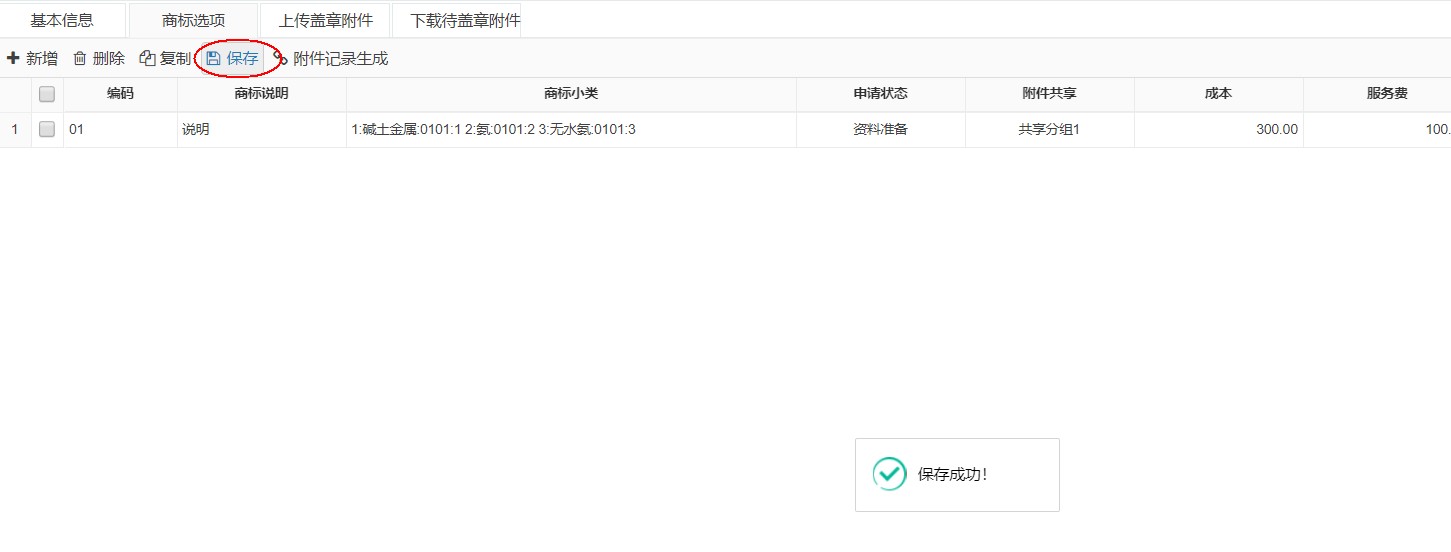 基本信息 商标选项 上传盖章附件 下载待盖章附件
新增 删除 复制 保存 附件记录生成
编码 商标说明 商标小类 申请状态 附件共享 成本 服务费
1 01 说明 1:碱土金属:0101:1 2:氨:0101:2 3:无水氨:0101:3 资料准备 共享分组1 300.00 100.
保存成功！